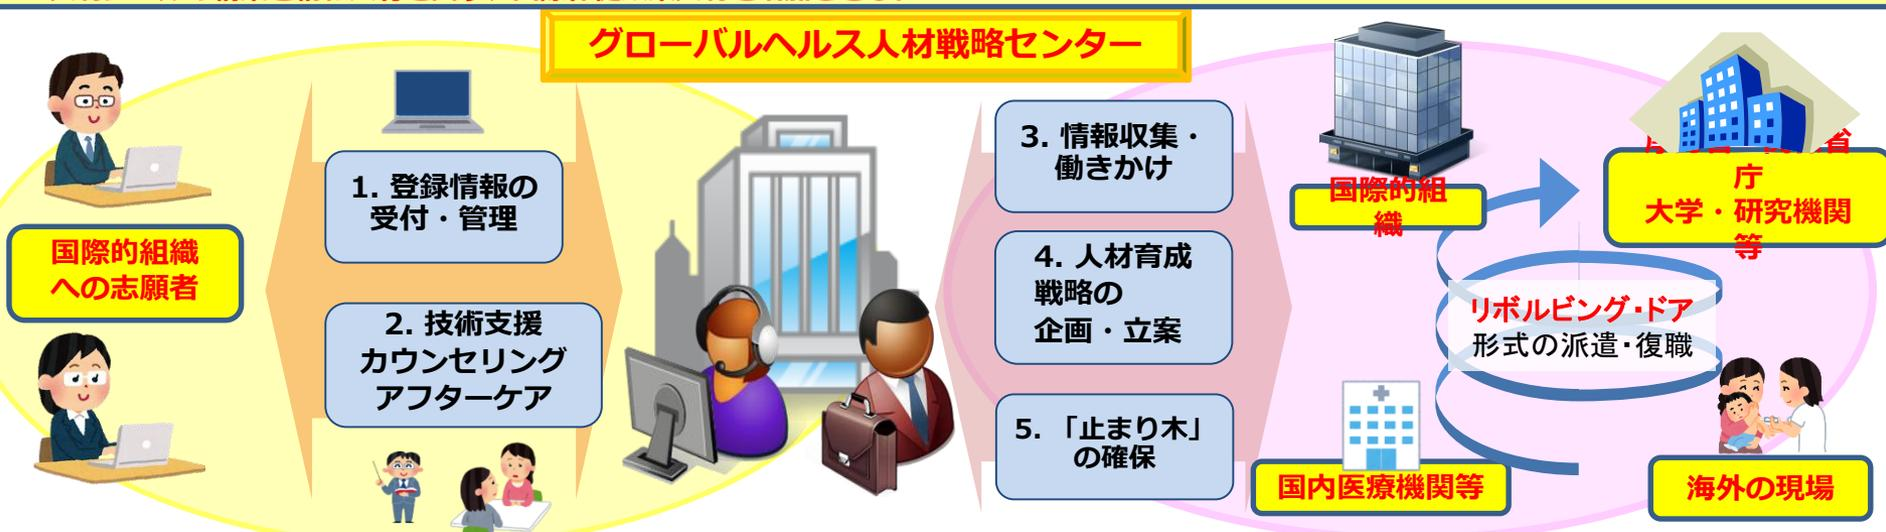 グローバルヘルス人材戦略センター
国際的組織
への志願者
1. 登録情報の
受付・管理
2. 技術支援
カウンセリング
アフターケア
3. 情報収集・
働きかけ
4. 人材育成
戦略の
企画・立案
5. 「止まり木」
の確保
国際的組
織
省
庁
大学・研究機関
等
リボルビング・ドア
形式の派遣・復職
国内医療機関等
海外の現場